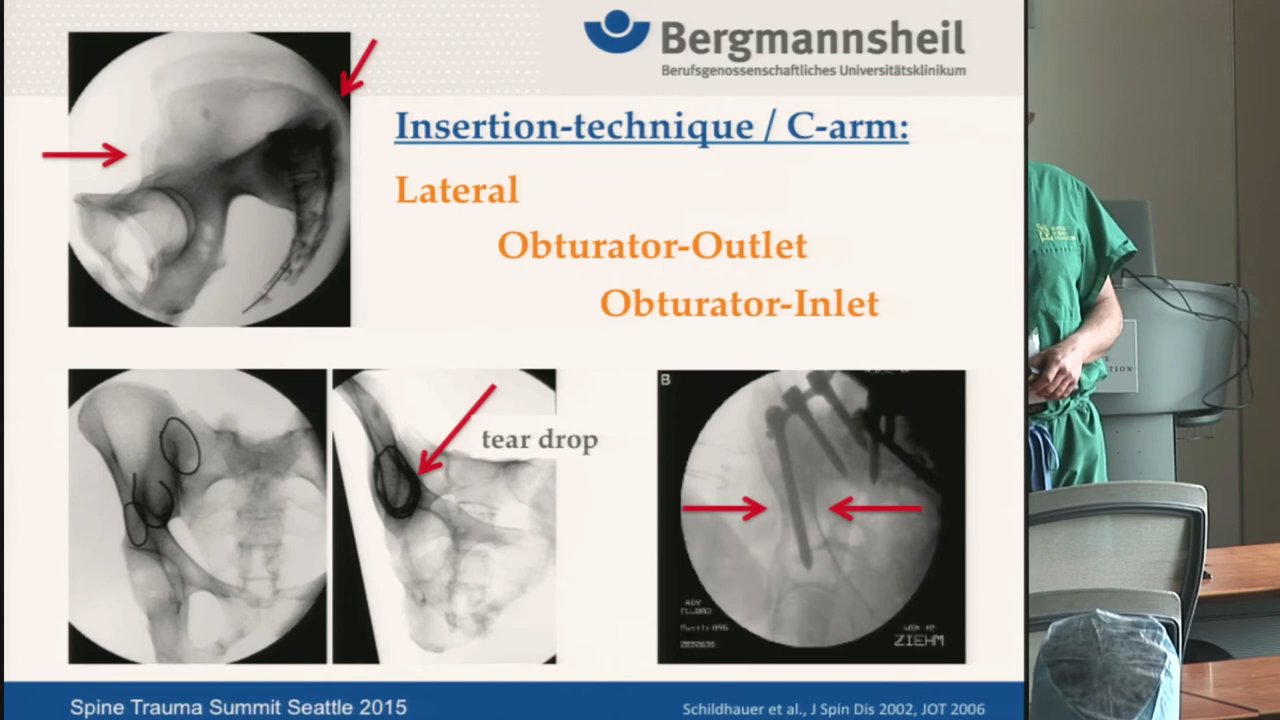 Bergmannsheil
Berufsgenossenschaftliches Universitätsklinikum
Insertion-technique / C-arm:
Lateral
Obturator-Outlet
Obturator-Inlet
tear drop
B
ZIEHM
Spine Trauma Summit Seattle 2015
Schildhauer et al., J Spin Dis 2002, JOT 2006